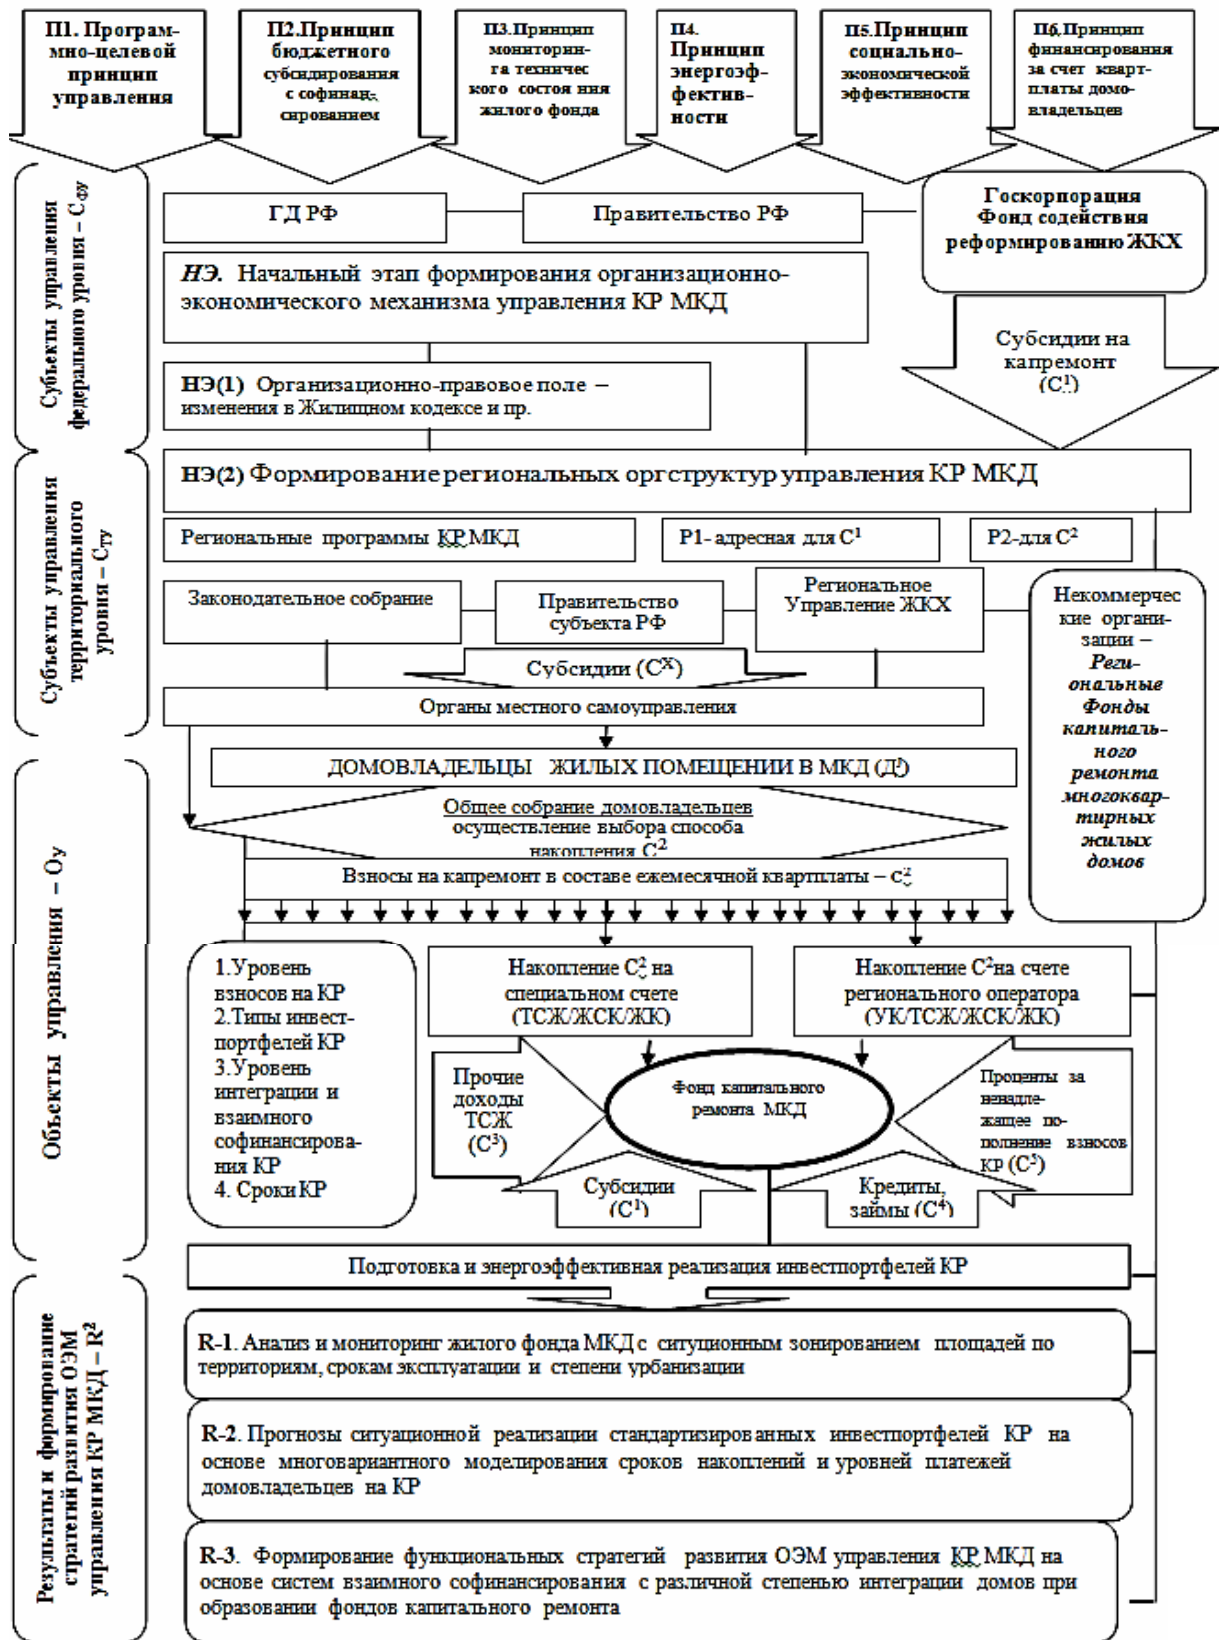 П1. Програм-
мно-целевой
принцип
управления
П2.Принцип
бюджетного
субсидирования
с софинан-
сированием
П3.Принцип
мониторин-
га техничес
кого состоя ния
жилого фонда
П4.
Принцип
энергоэф-
фектив-
ности
П5.Принцип
социально-
экономической
эффективности
П6.Принцип
финансирования
за счет кварт-
платы домо-
владельцев
Субъекты управления
федерального уровня – СФУ
ГД РФ
Правительство РФ
Госкорпорация
Фонд содействия
реформированию ЖКХ
НЭ. Начальный этап формирования организационно-
экономического механизма управления КР МКД
Субсидии на
капремонт
(С1)
НЭ(1) Организационно-правовое поле –
изменения в Жилищном кодексе и пр.
Субъекты управления
территориального
уровня – СТУ
НЭ(2) Формирование региональных оргструктур управления КР МКД
Региональные программы КР МКД
Р1- адресная для С1
Р2-для С2
Законодательное собрание
Правительство
субъекта РФ
Региональное
Управление ЖКХ
Некоммерчес
кие органи-
зации –
Реги-
ональные
Фонды
капиталь-
ного
ремонта
многоквар-
тирных
жилых
домов
Субсидии (СX)
Органы местного самоуправления
Объекты управления – Оу
ДОМОВЛАДЕЛЬЦЫ ЖИЛЫХ ПОМЕЩЕНИИ В МКД (Д)
Общее собрание домовладельцев
осуществление выбора способа
накопления С2
Взносы на капремонт в составе ежемесячной квартплаты – с2
1.Уровень
взносов на КР
2.Типы инвест-
портфелей КР
3.Уровень
интеграции и
взаимного
софинансирова-
ния КР
4. Сроки КР
Накопление С2 на
специальном счете
(ТСЖ/ЖСК/ЖК)
Накопление С2на счете
регионального оператора
(УК/ТСЖ/ЖСК/ЖК)
Прочие
доходы
ТСЖ
(С3)
Фонд капитального
ремонта МКД
Проценты за
ненадле-
жащее по-
полнение взносов
КР (С5)
Субсидии
(С1)
Кредиты,
займы (С4)
Подготовка и энергоэффективная реализация инвестпортфелей КР
Результаты и формирование
стратегий развития ОЭМ
управления КР МКД – R2
R-1. Анализ и мониторинг жилого фонда МКД с ситуционным зонированием площадей по
территориям, срокам эксплуатации и степени урбанизации
R-2. Прогнозы ситуационной реализации стандартизированных инвестпортфелей КР на
основе многовариантного моделирования сроков накоплений и уровней платежей
домовладельцев на КР
R-3. Формирование функциональных стратегий развития ОЭМ управления КР МКД на
основе систем взаимного софинансирования с различной степенью интеграции домов при
образовании фондов капитального ремонта